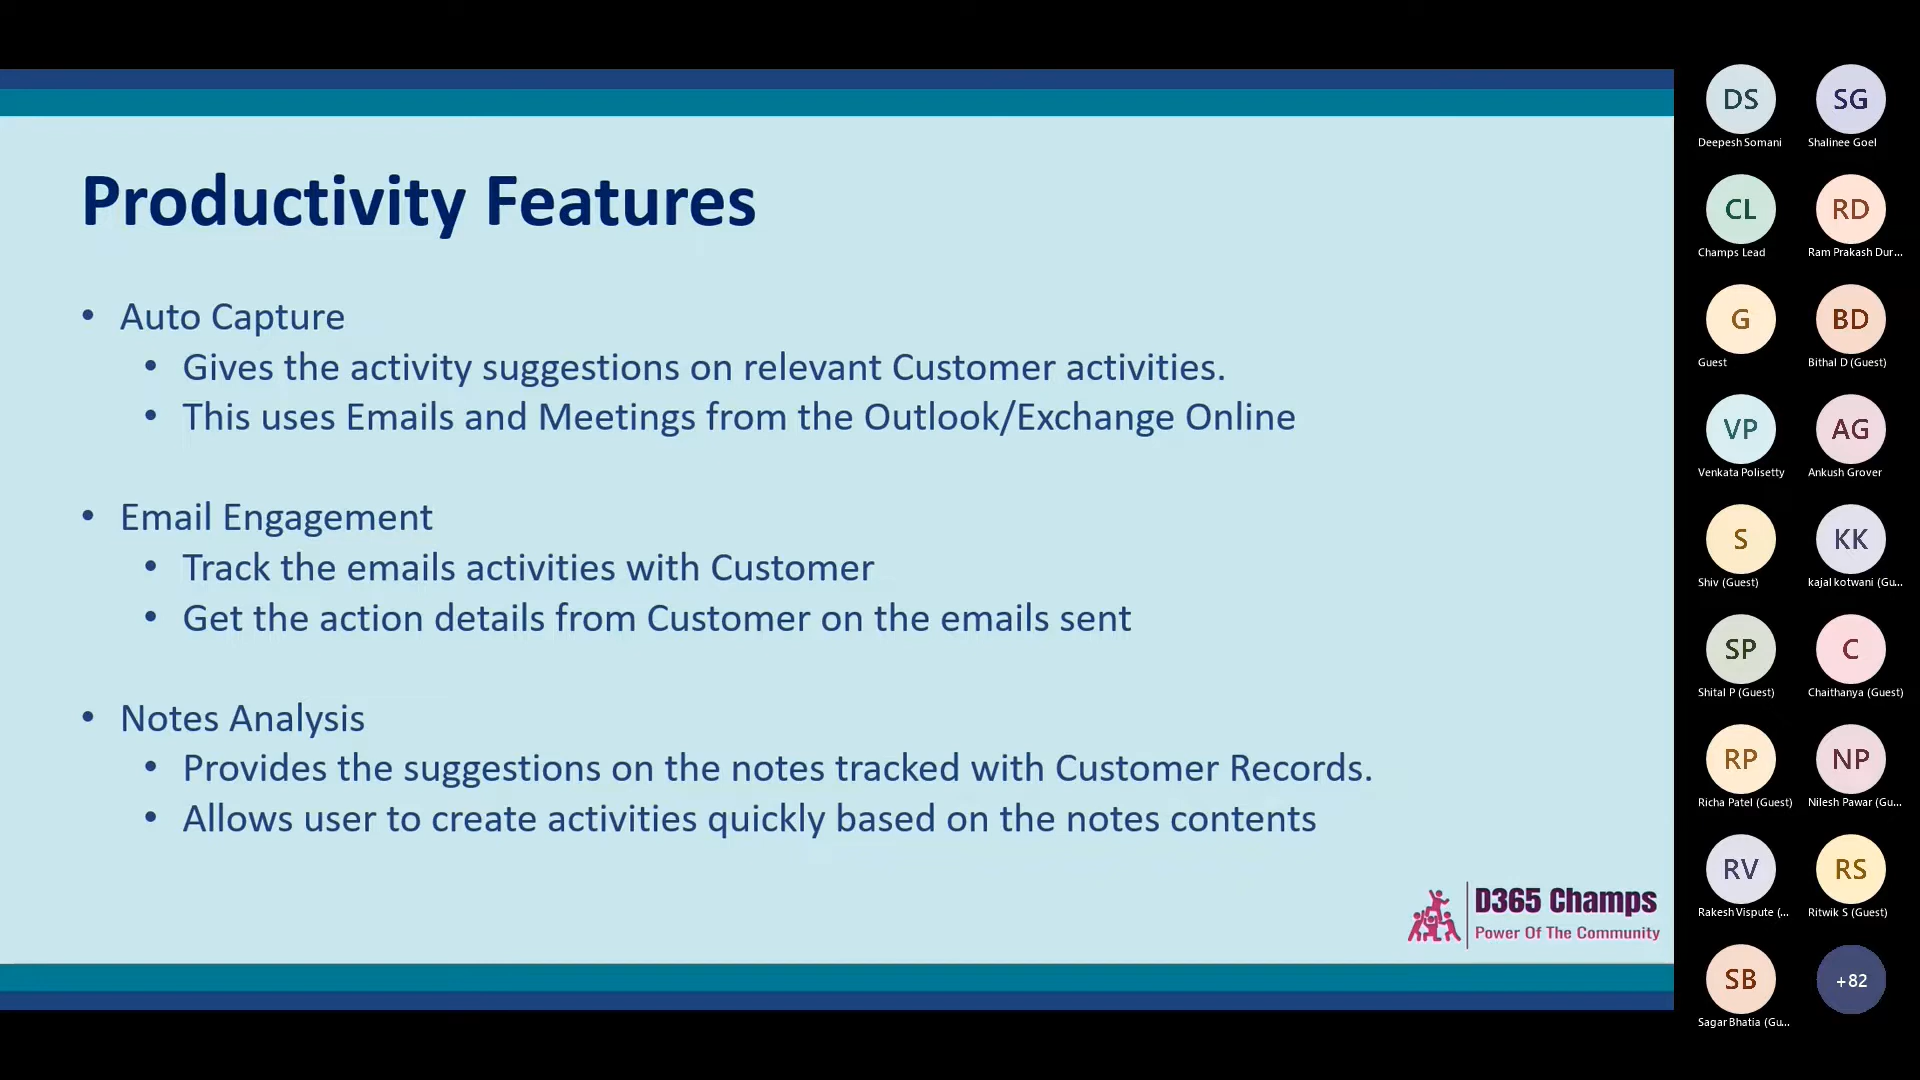 Productivity Features
• Auto Capture
• Gives the activity suggestions on relevant Customer activities.
• This uses Emails and Meetings from the Outlook/Exchange Online
• Email Engagement
• Track the emails activities with Customer
• Get the action details from Customer on the emails sent
• Notes Analysis
• Provides the suggestions on the notes tracked with Customer Records.
• Allows user to create activities quickly based on the notes contents
D365 Champs
Power Of The Community
DS SG
Deepesh Somani Shalinee Goel
CL RD
Champs Lead Ram Prakash Dur...
G BD
Guest Bithal D (Guest)
VP AG
Venkata Polisetty Ankush Grover
S KK
Shiv (Guest) kajal kotwani (Gu...
SP C
Shital P (Guest) Chaithanya (Guest)
RP NP
Richa Patel (Guest) Nilesh Pawar (Gu...
RV RS
Rakesh Vispute (... Ritwik S (Guest)
SB +82
Sagar Bhatia (Gu...